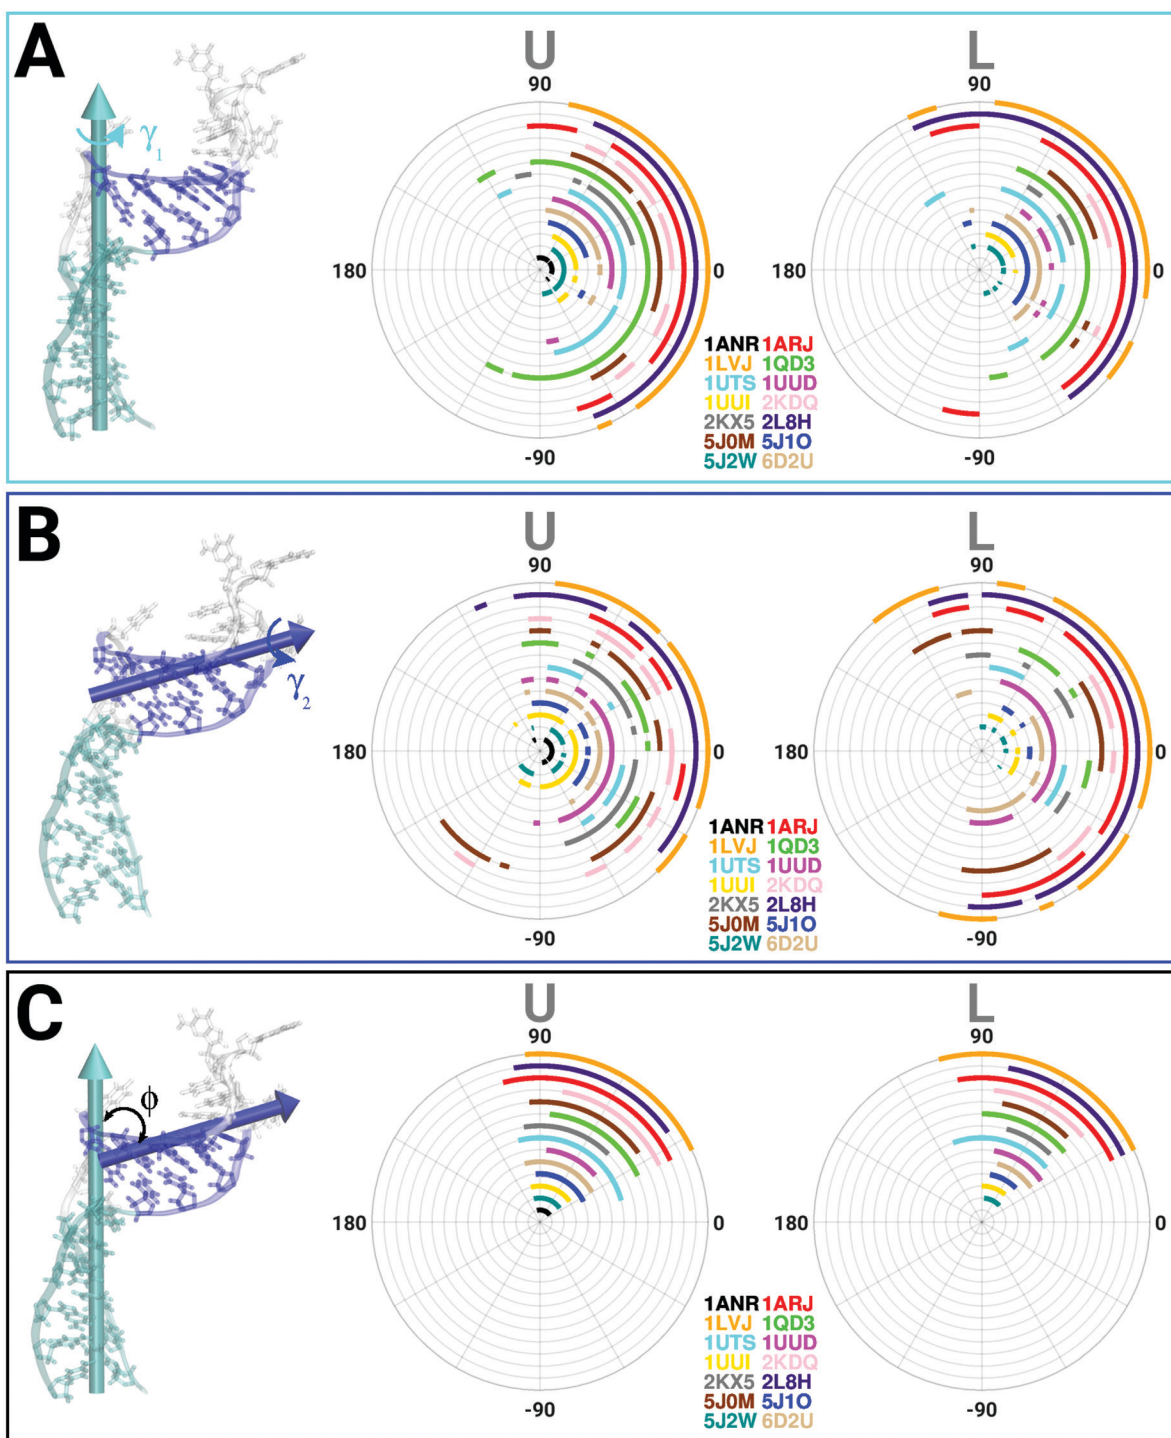 A
γ1
U
L
90
90
180
0
180
0
-90
-90
1ANR 1ARJ
1LVJ 1QD3
1UTS 1UUD
1UUI 2KDQ
2KX5 2L8H
5J0M 5J1O
5J2W 6D2U
B
γ2
U
L
90
90
180
0
180
0
-90
-90
1ANR 1ARJ
1LVJ 1QD3
1UTS 1UUD
1UUI 2KDQ
2KX5 2L8H
5J0M 5J1O
5J2W 6D2U
C
ϕ
U
L
90
90
180
0
180
0
-90
-90
1ANR 1ARJ
1LVJ 1QD3
1UTS 1UUD
1UUI 2KDQ
2KX5 2L8H
5J0M 5J1O
5J2W 6D2U